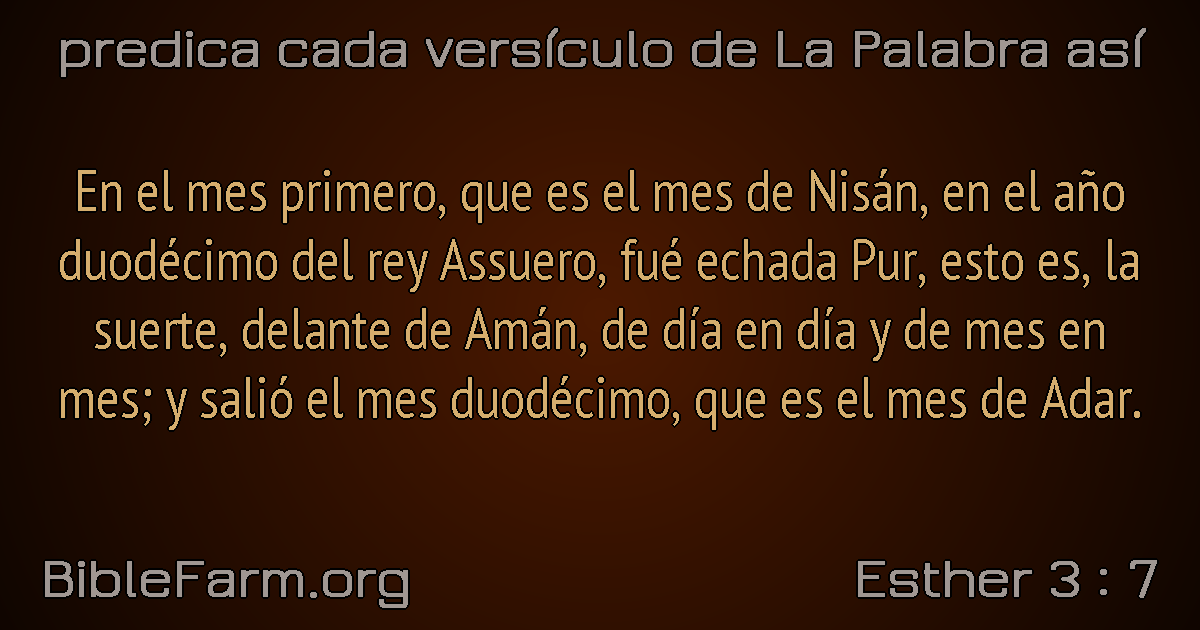 predica cada versículo de La Palabra así
En el mes primero, que es el mes de Nisán, en el año
duodécimo del rey Assuero, fué echada Pur, esto es, la
suerte, delante de Amán, de día en día y de mes en
mes; y salió el mes duodécimo, que es el mes de Adar.
BibleFarm.org
Esther 3 : 7